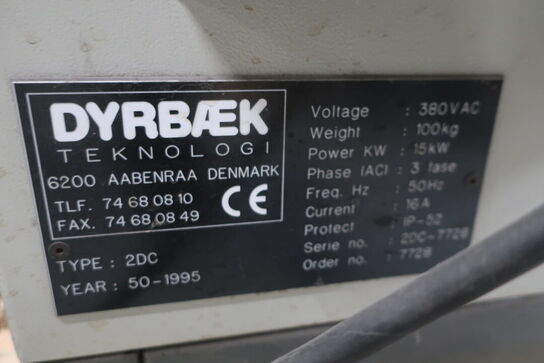 DYRBÆK
TEKNOLOGI
6200 AABENRAA DENMARK
TLF. 74 68 08 10
FAX. 74 68 08 49
CE
TYPE : 2DC
YEAR : 50-1995
Voltage : 380VAC
Weight : 100kg
Power KW : 15kW
Phase (AC) : 3 fase
Freq. Hz : 50Hz
Current : 16A
Protect : IP-52
Serie no. : 2DC-7728
Order no. : 7728